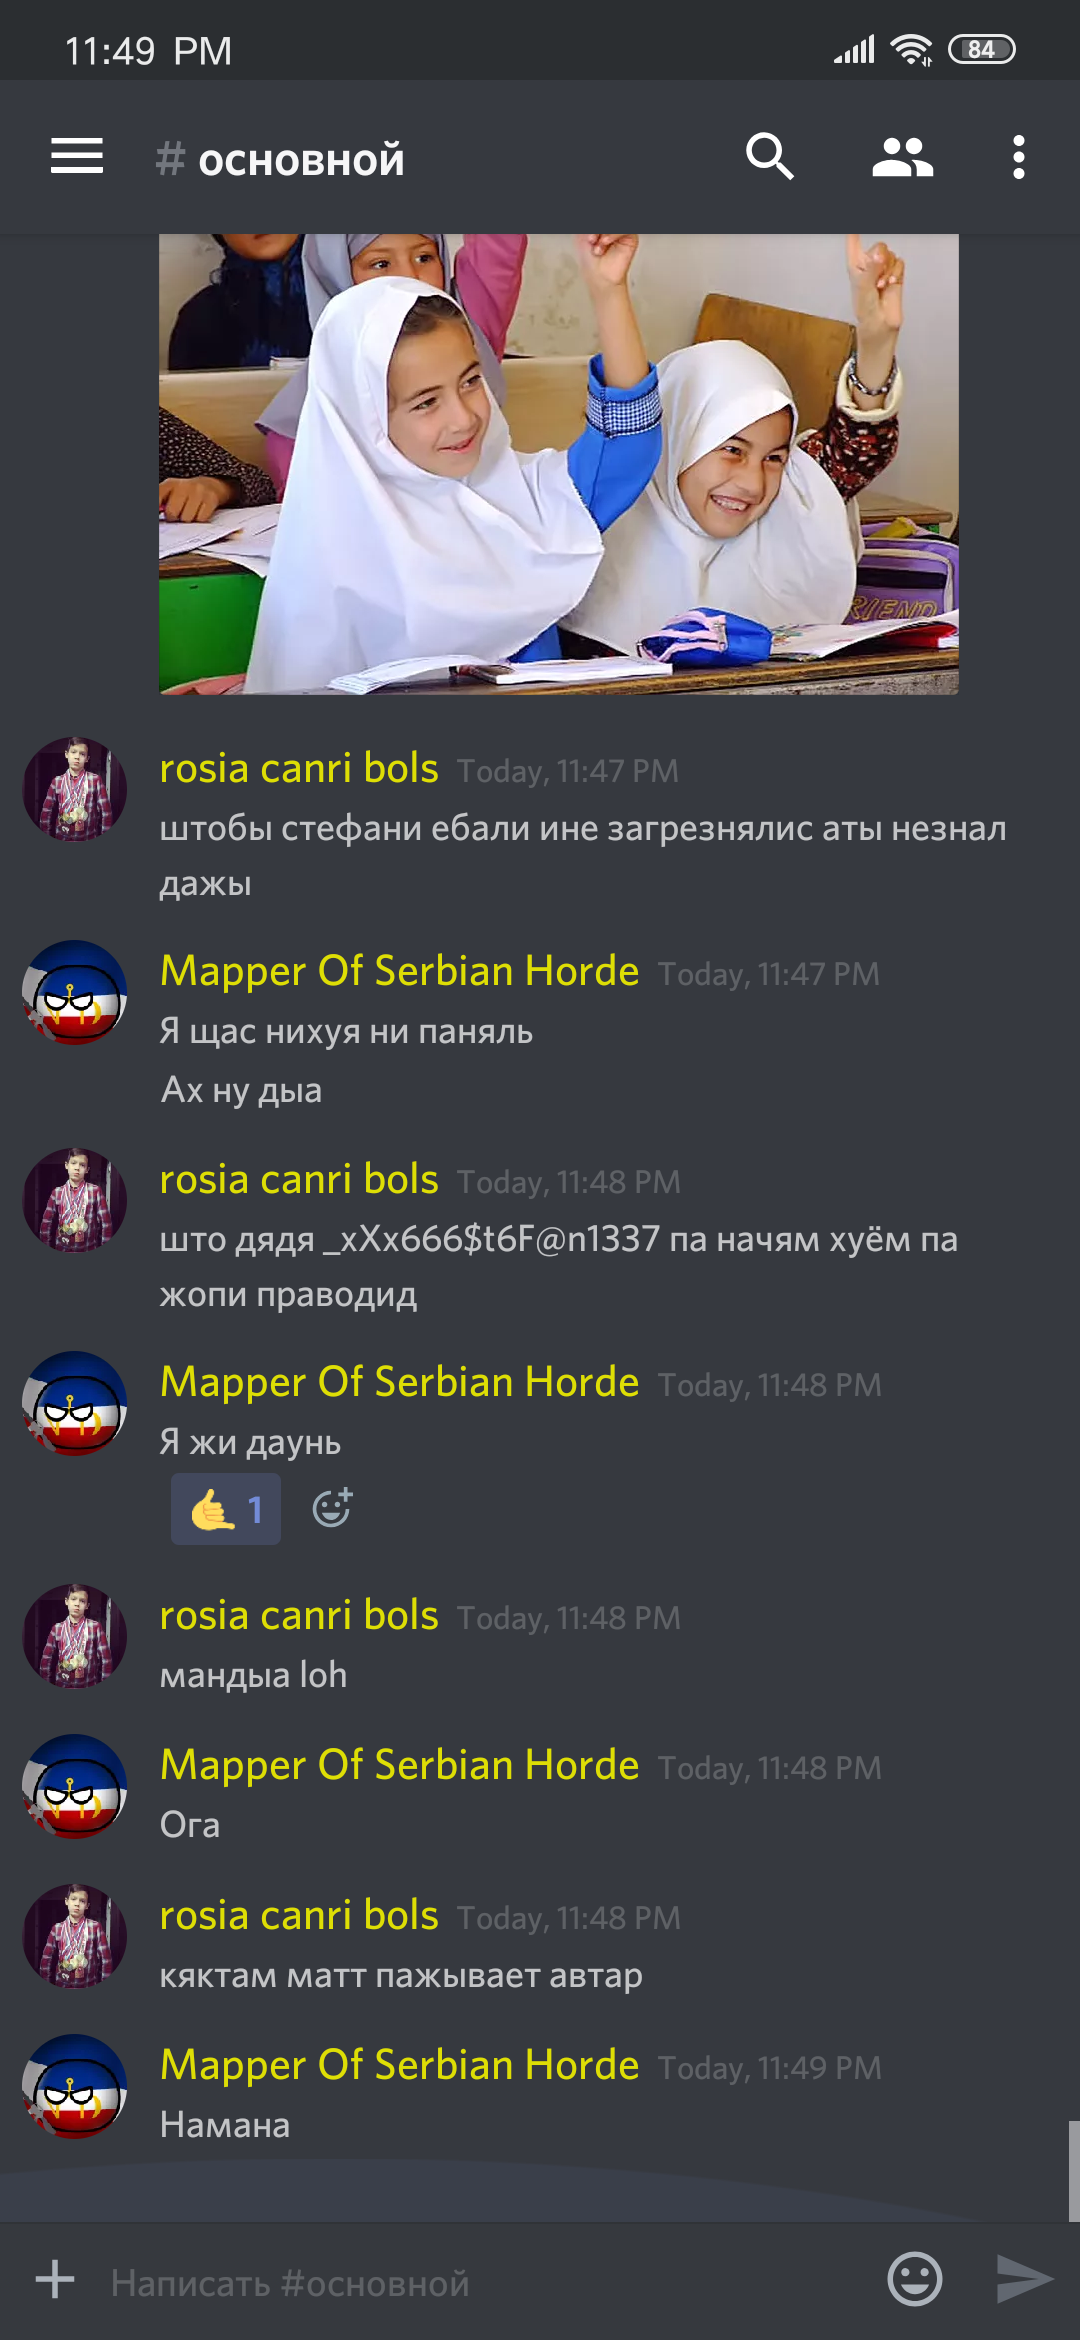 11:49 PM
84
# основной
RIEND
rosia canri bols Today, 11:47 PM
штобы стефани ебали ине загрезнялис аты незнал
дажы
Mapper Of Serbian Horde Today, 11:47 PM
Я щас нихуя ни паняль
Ах ну дыа
rosia canri bols Today, 11:48 PM
што дядя _xXx666$t6F@n1337 па начям хуём па
жопи праводид
Mapper Of Serbian Horde Today, 11:48 PM
Я жи даунь
1
rosia canri bols Today, 11:48 PM
мандыа loh
Mapper Of Serbian Horde Today, 11:48 PM
Ога
rosia canri bols Today, 11:48 PM
кяктам матт пажывает автар
Mapper Of Serbian Horde Today, 11:49 PM
Намана
Написать #основной